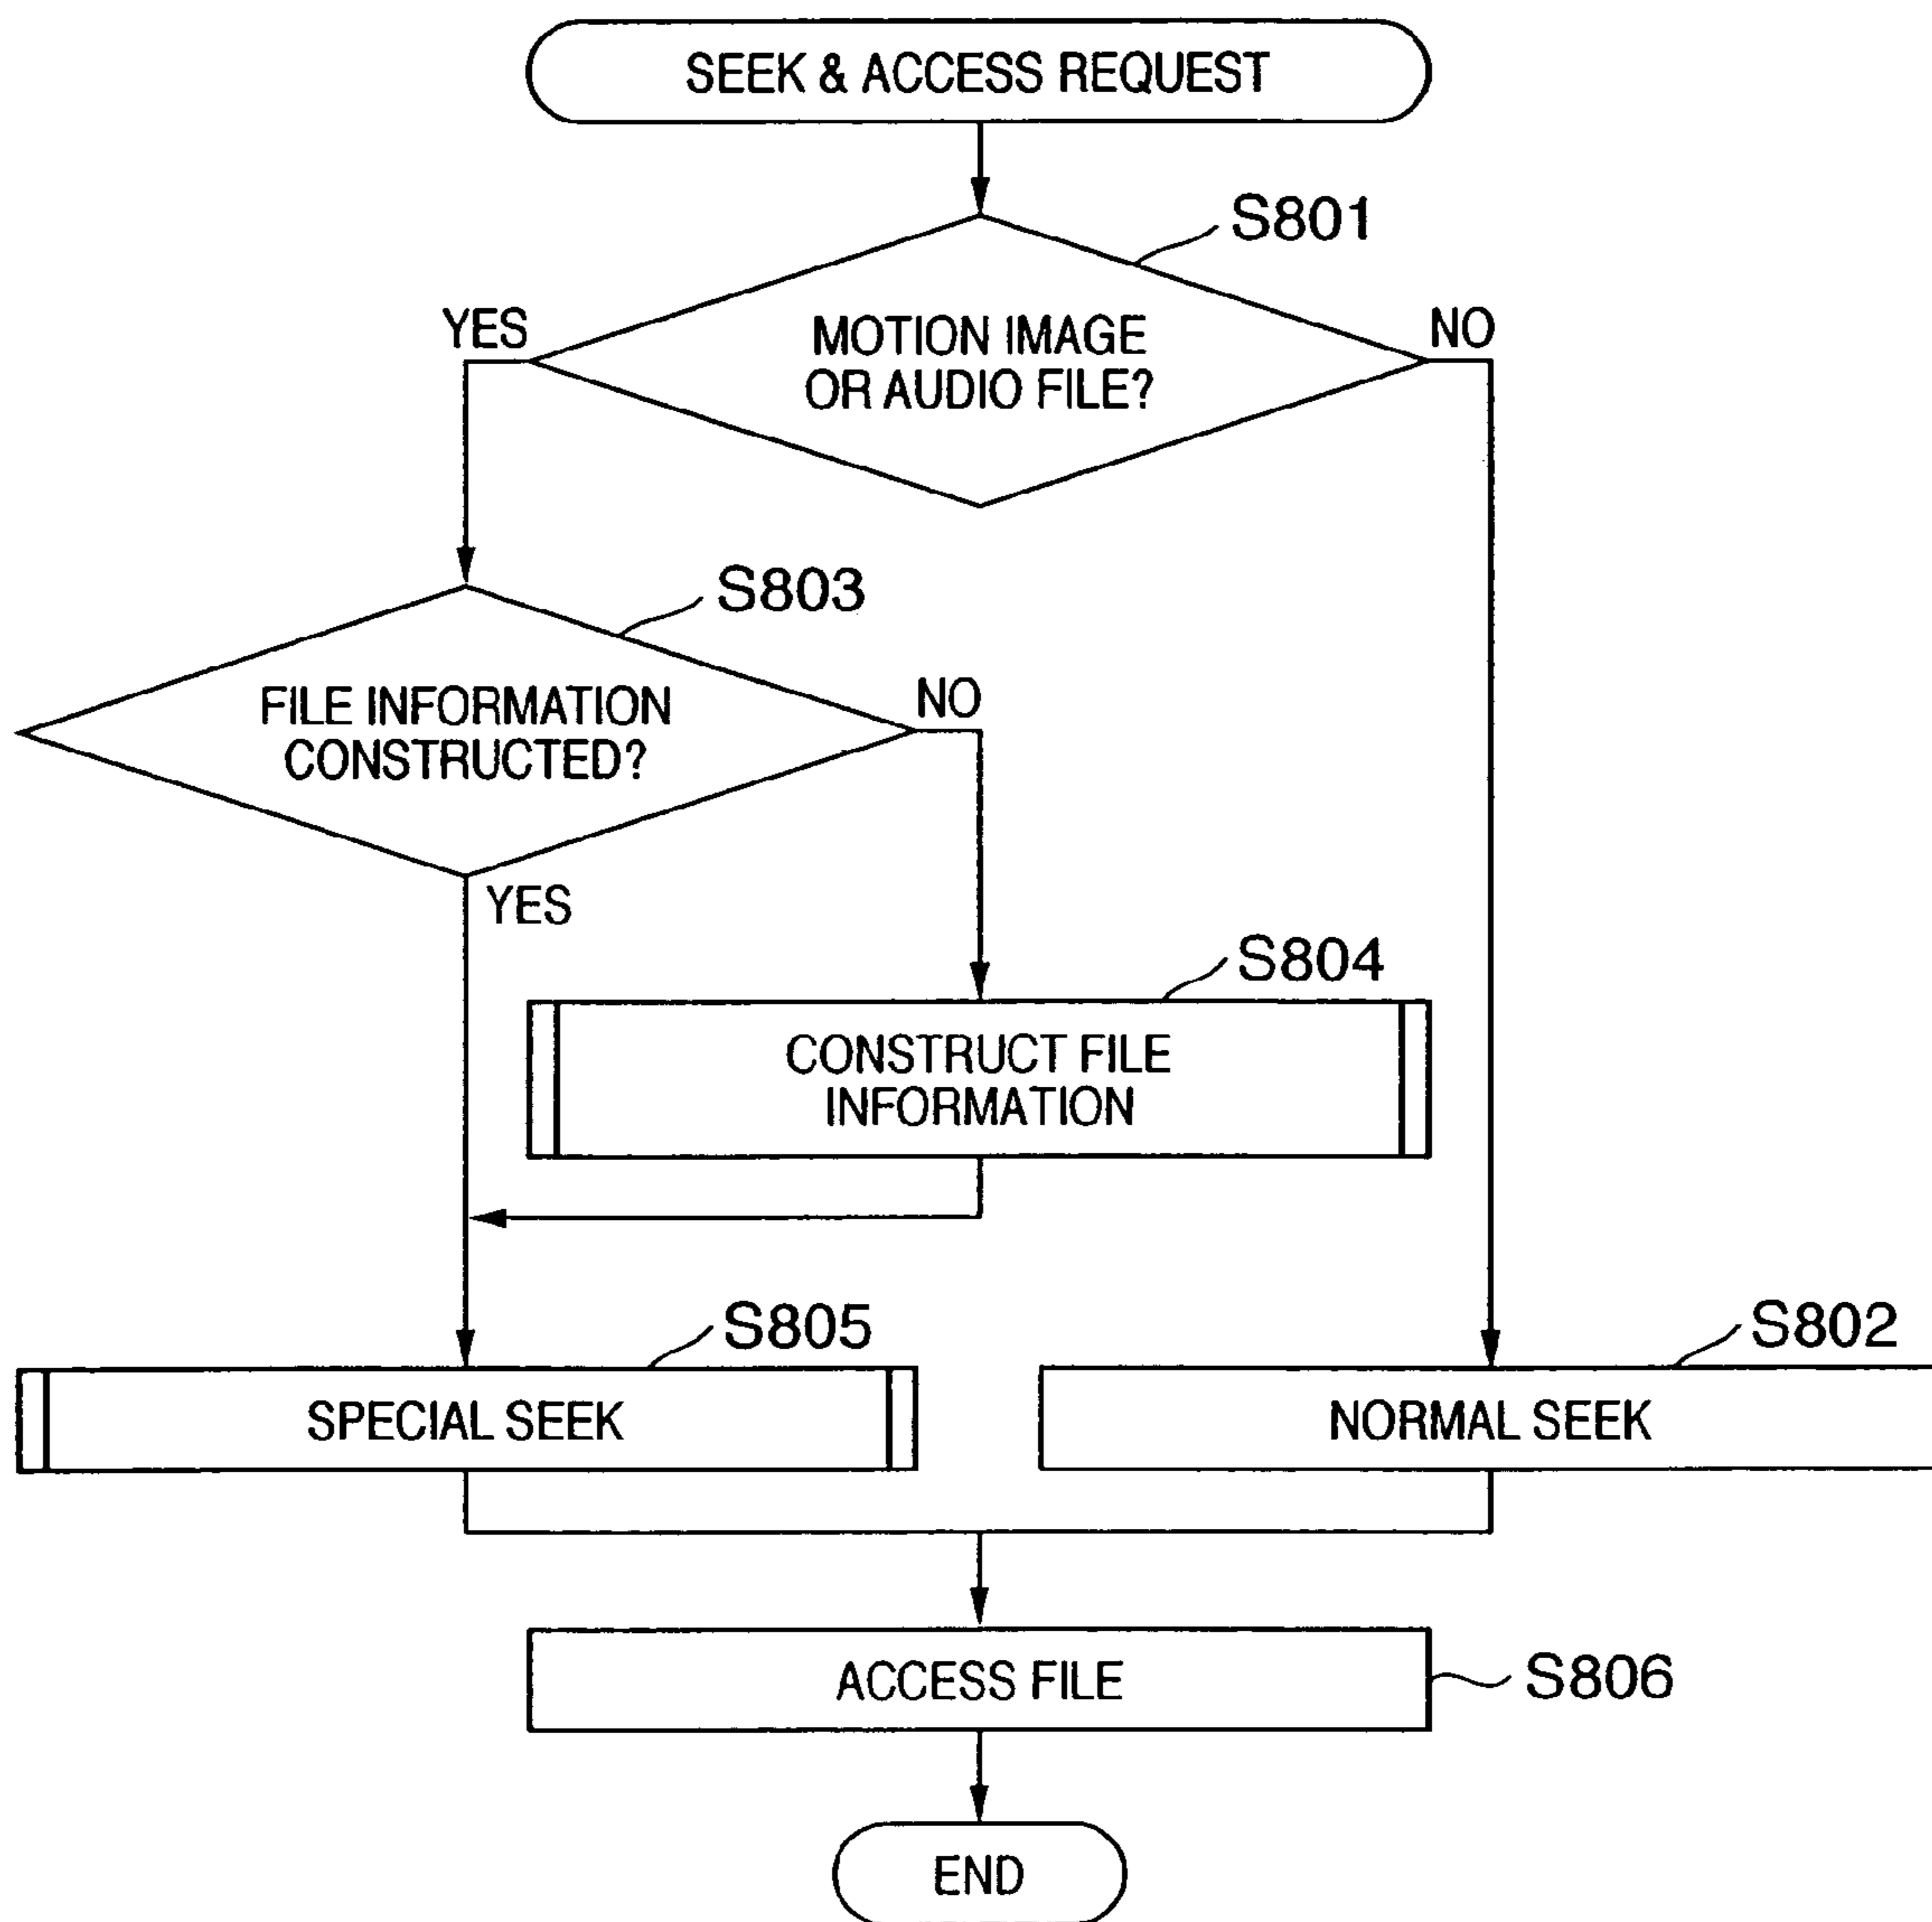 SEEK & ACCESS REQUEST
S801
YES
NO
MOTION IMAGE
OR AUDIO FILE?
S803
FILE INFORMATION
CONSTRUCTED?
NO
YES
S804
CONSTRUCT FILE
INFORMATION
S805
S802
SPECIAL SEEK
NORMAL SEEK
ACCESS FILE
S806
END